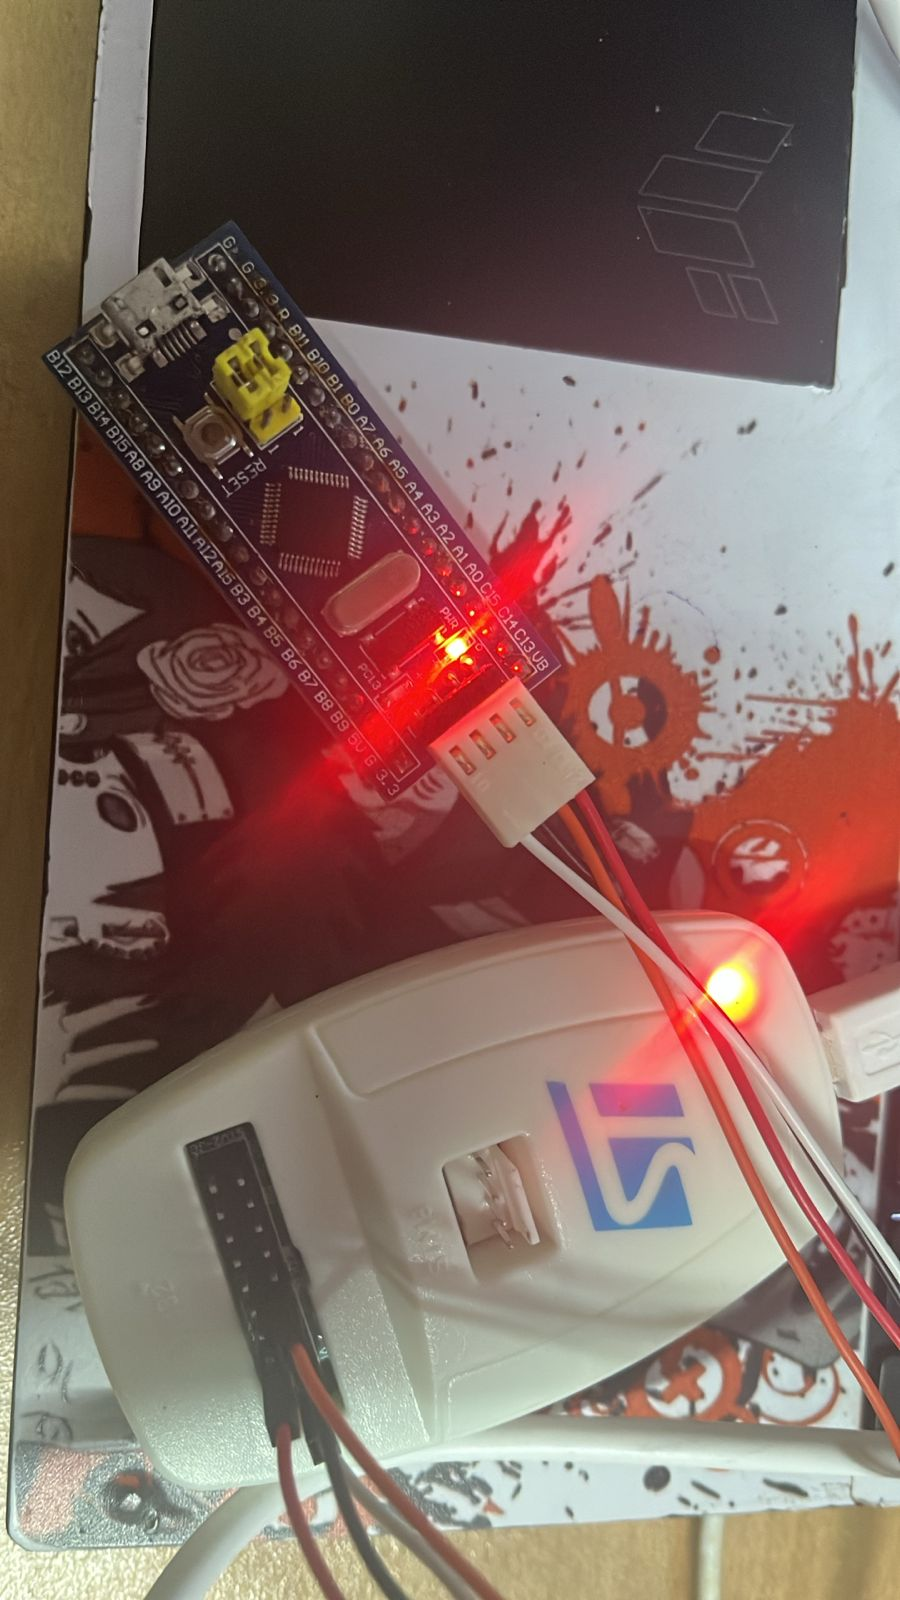 G G 3.3 R B11 B10 B1 B0 A7 A6 A5 A4 A3 A2 A1 A0 C15 C14 C13 VB
B12 B13 B14 B15 A8 A9 A10 A11 A12 A15 B3 B4 B5 B6 B7 B8 B9 5V G 3.3
RESET
PWR
PC13